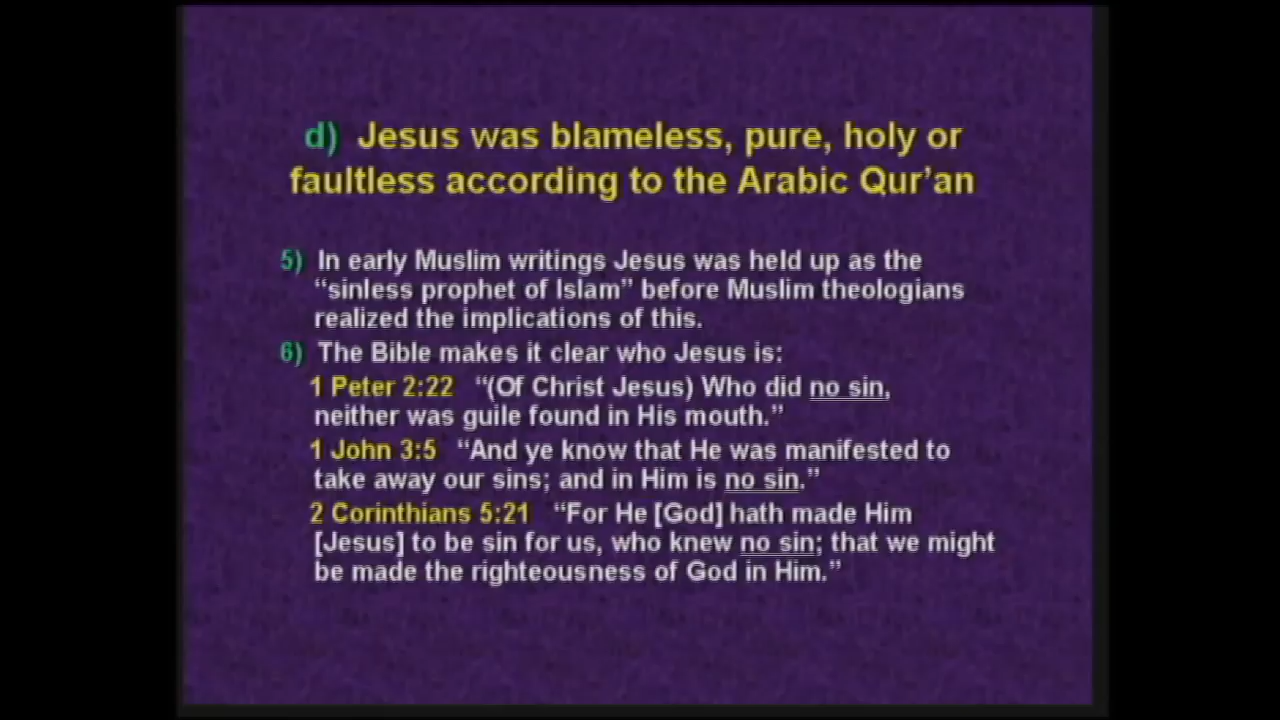 d) Jesus was blameless, pure, holy or
faultless according to the Arabic Qur’an
5) In early Muslim writings Jesus was held up as the
“sinless prophet of Islam” before Muslim theologians
realized the implications of this.
6) The Bible makes it clear who Jesus is:
1 Peter 2:22 “(Of Christ Jesus) Who did no sin,
neither was guile found in His mouth.”
1 John 3:5 “And ye know that He was manifested to
take away our sins; and in Him is no sin.”
2 Corinthians 5:21 “For He [God] hath made Him
[Jesus] to be sin for us, who knew no sin; that we might
be made the righteousness of God in Him.”